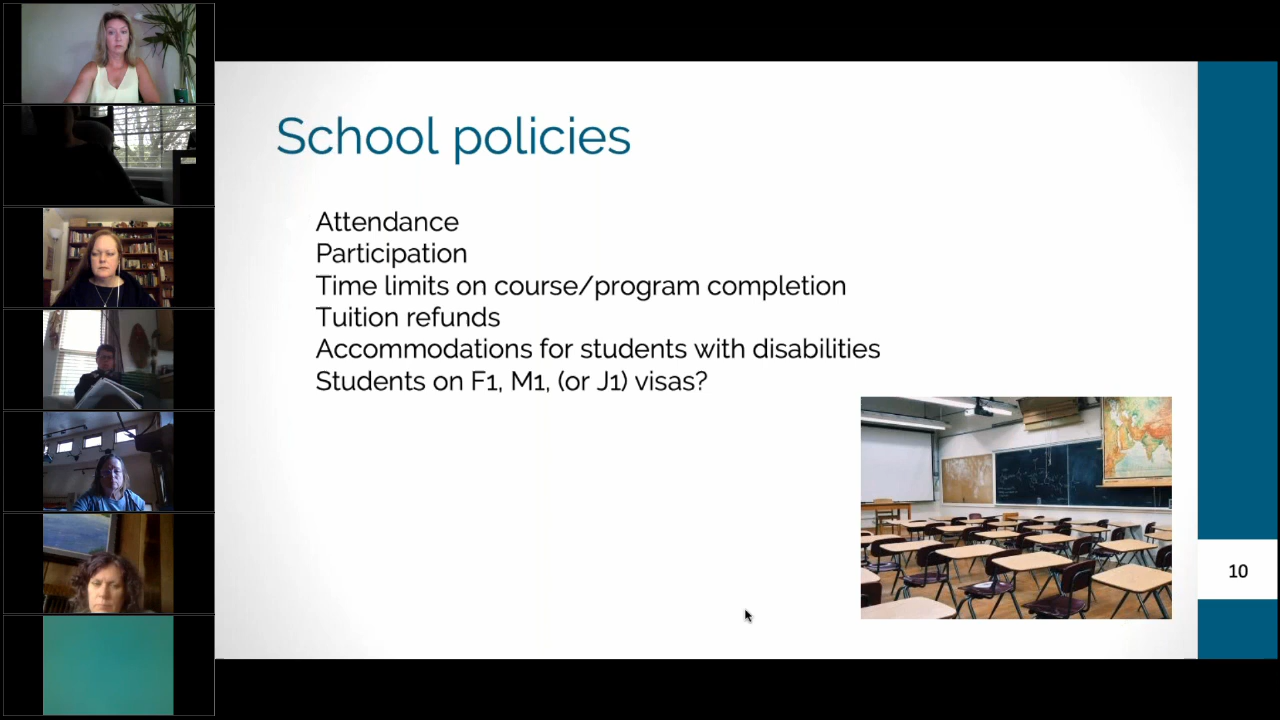 School policies
Attendance
Participation
Time limits on course/program completion
Tuition refunds
Accommodations for students with disabilities
Students on F1, M1, (or J1) visas?
10